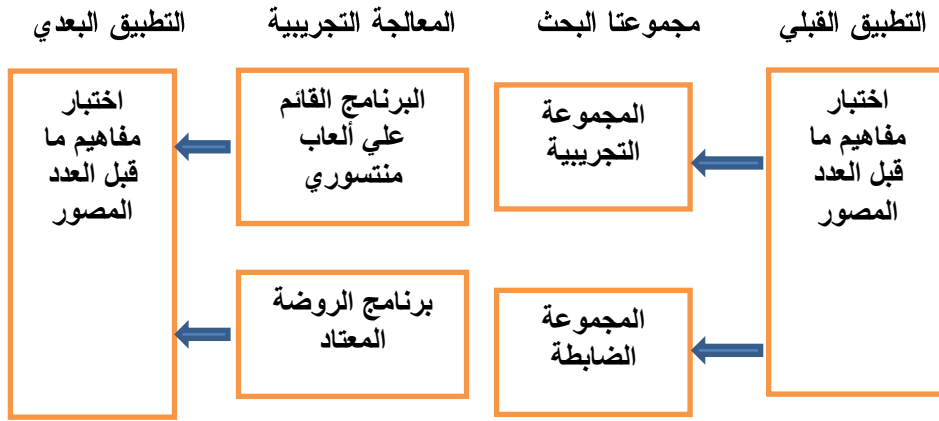 التطبيق القبلي
مجموعتا البحث
المعالجة التجريبية
التطبيق البعدي
اختبار
مفاهيم ما
قبل العدد
المصور
المجموعة
التجريبية
البرنامج القائم
علي ألعاب
منتسوري
اختبار
مفاهيم ما
قبل العدد
المصور
المجموعة
الضابطة
برنامج الروضة
المعتاد